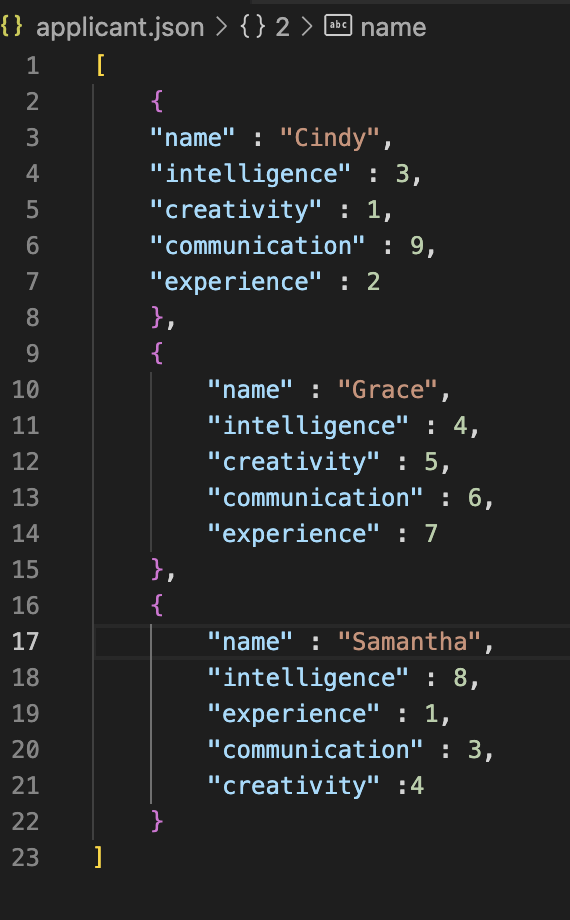 {} applicant.json > {} 2 > abc name
1 [
2 {
3 "name" : "Cindy",
4 "intelligence" : 3,
5 "creativity" : 1,
6 "communication" : 9,
7 "experience" : 2
8 },
9 {
10 "name" : "Grace",
11 "intelligence" : 4,
12 "creativity" : 5,
13 "communication" : 6,
14 "experience" : 7
15 },
16 {
17 "name" : "Samantha",
18 "intelligence" : 8,
19 "experience" : 1,
20 "communication" : 3,
21 "creativity" :4
22 }
23 ]